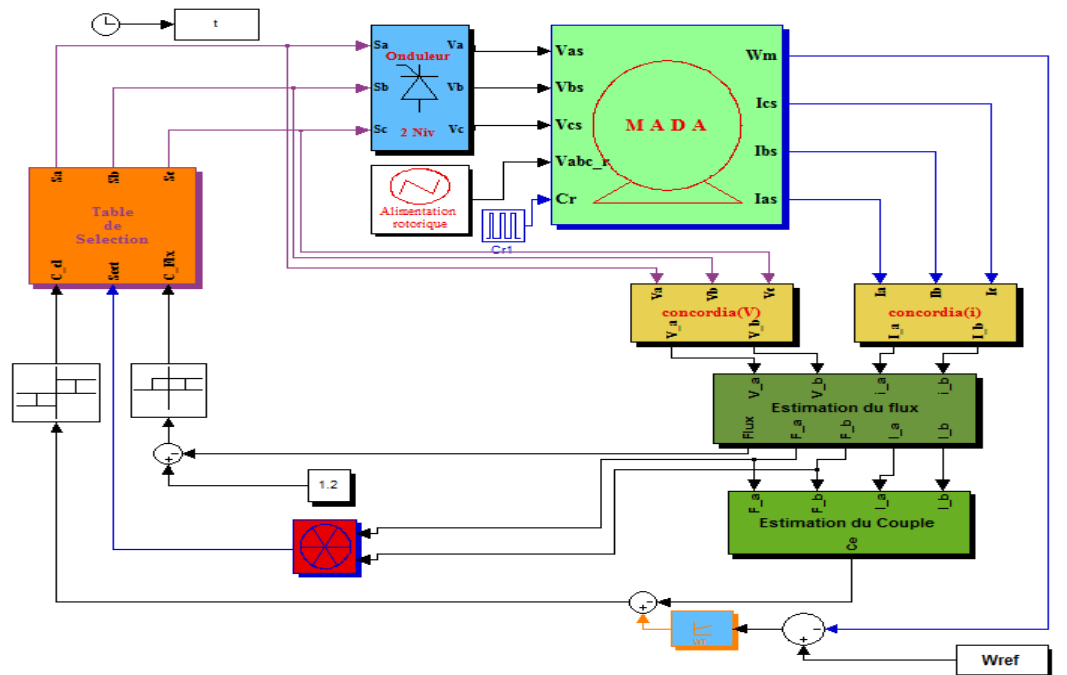 t
Sa
Sb
Sc
Onduleur
2 Niv
Va
Vb
Vc
Vas
Vbs
Vcs
Vabc_r
Cr
M A D A
Wm
Ics
Ibs
Ias
Alimentation
rotorique
Cr1
Sa
Sb
Sc
Table
de
Selection
C_el
Sect
C_Flx
Va
Vb
Vc
concordia(V)
V_a
V_b
Ia
Ib
Ic
concordia(i)
I_a
I_b
V_a
V_b
i_a
i_b
Estimation du flux
Flux
F_a
F_b
I_a
I_b
1.2
F_a
F_b
I_a
I_b
Estimation du Couple
Ce
Wref